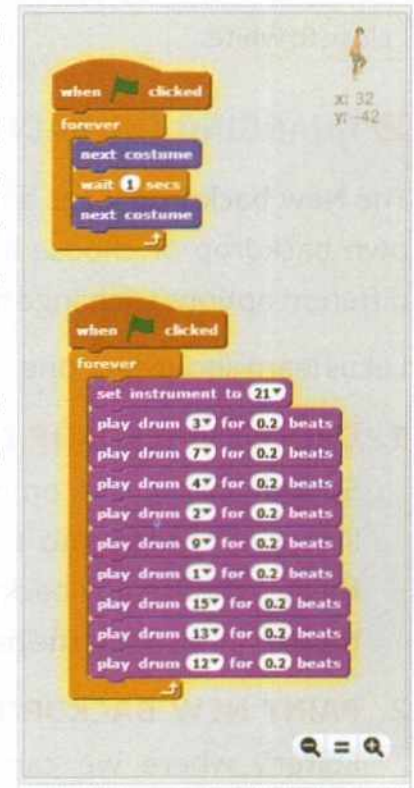 x: 32
y: -42
when clicked
forever
next costume
wait 1 secs
next costume
when clicked
forever
set instrument to 21
play drum 3 for 0.2 beats
play drum 7 for 0.2 beats
play drum 4 for 0.2 beats
play drum 2 for 0.2 beats
play drum 9 for 0.2 beats
play drum 1 for 0.2 beats
play drum 15 for 0.2 beats
play drum 13 for 0.2 beats
play drum 12 for 0.2 beats